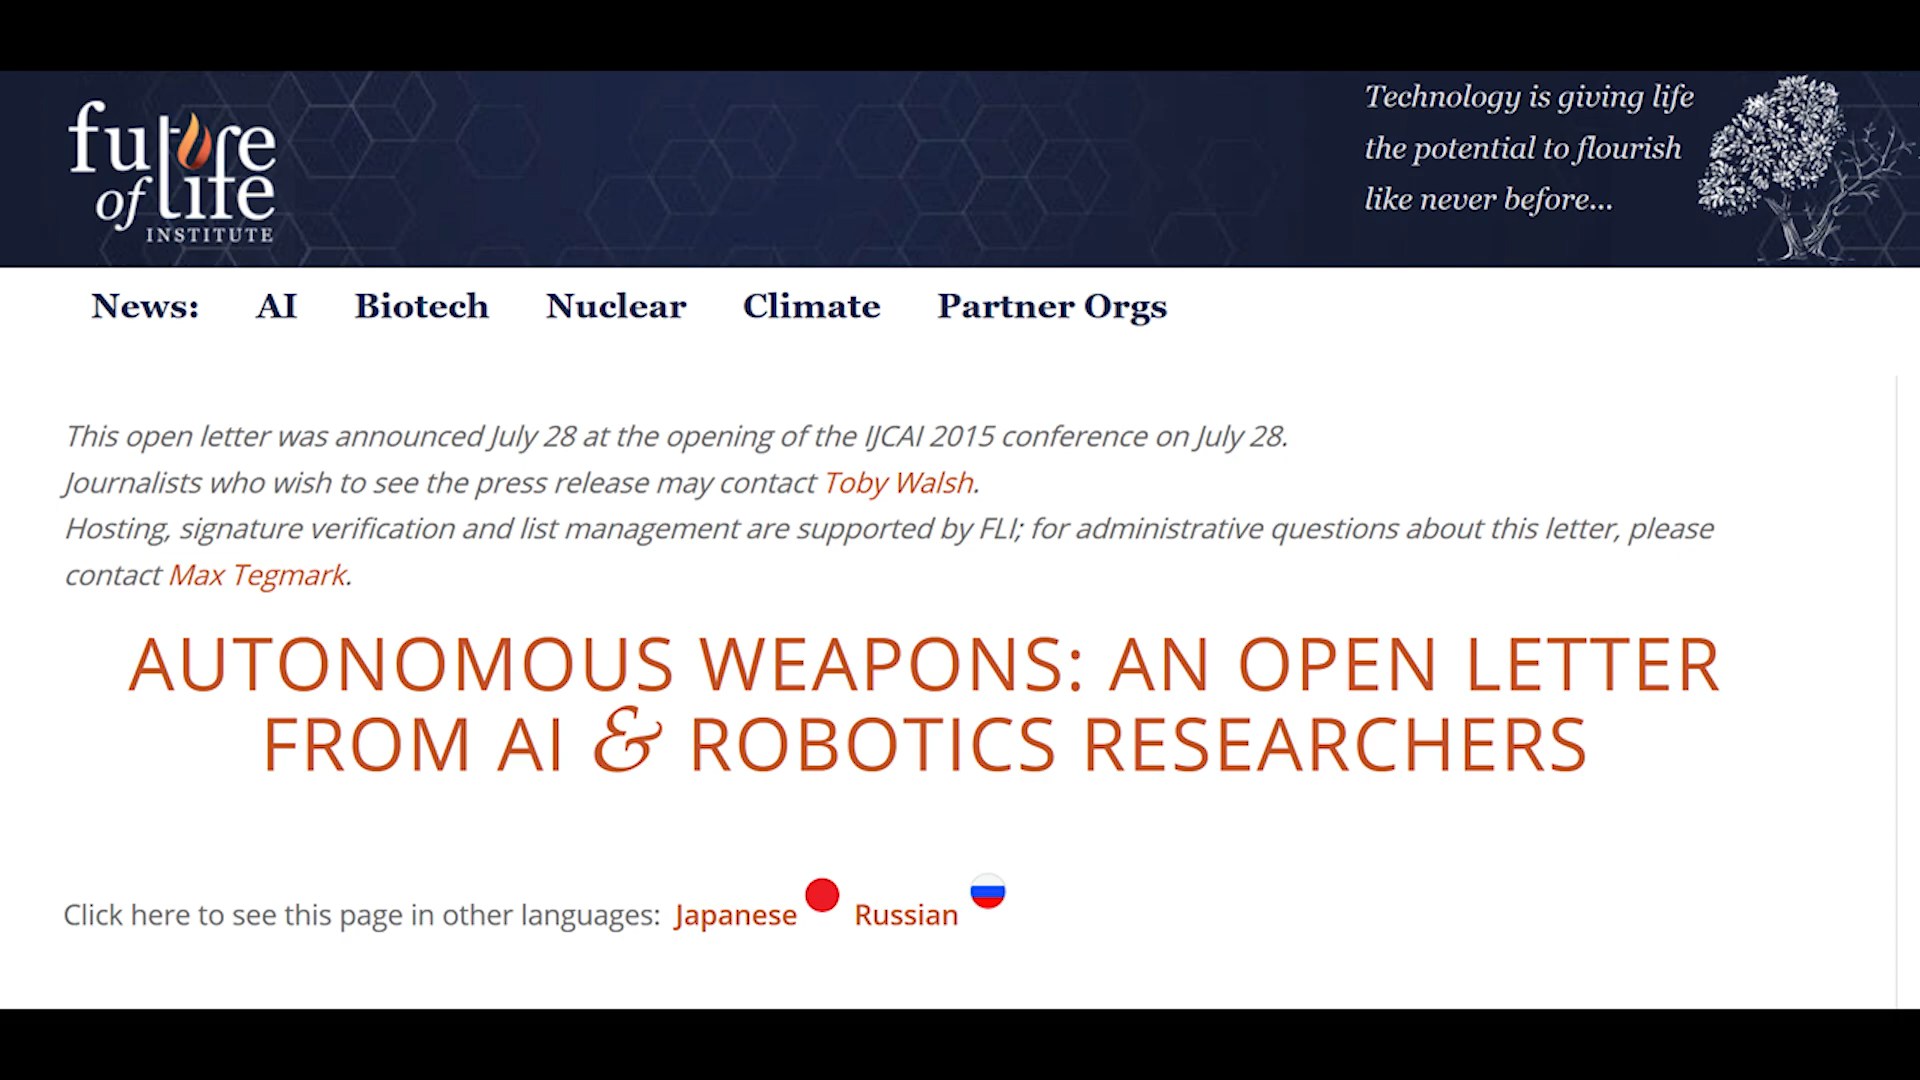 future
of life
INSTITUTE
Technology is giving life
the potential to flourish
like never before...
News: AI Biotech Nuclear Climate Partner Orgs
This open letter was announced July 28 at the opening of the IJCAI 2015 conference on July 28.
Journalists who wish to see the press release may contact Toby Walsh.
Hosting, signature verification and list management are supported by FLI; for administrative questions about this letter, please
contact Max Tegmark.
AUTONOMOUS WEAPONS: AN OPEN LETTER
FROM AI & ROBOTICS RESEARCHERS
Click here to see this page in other languages: Japanese Russian